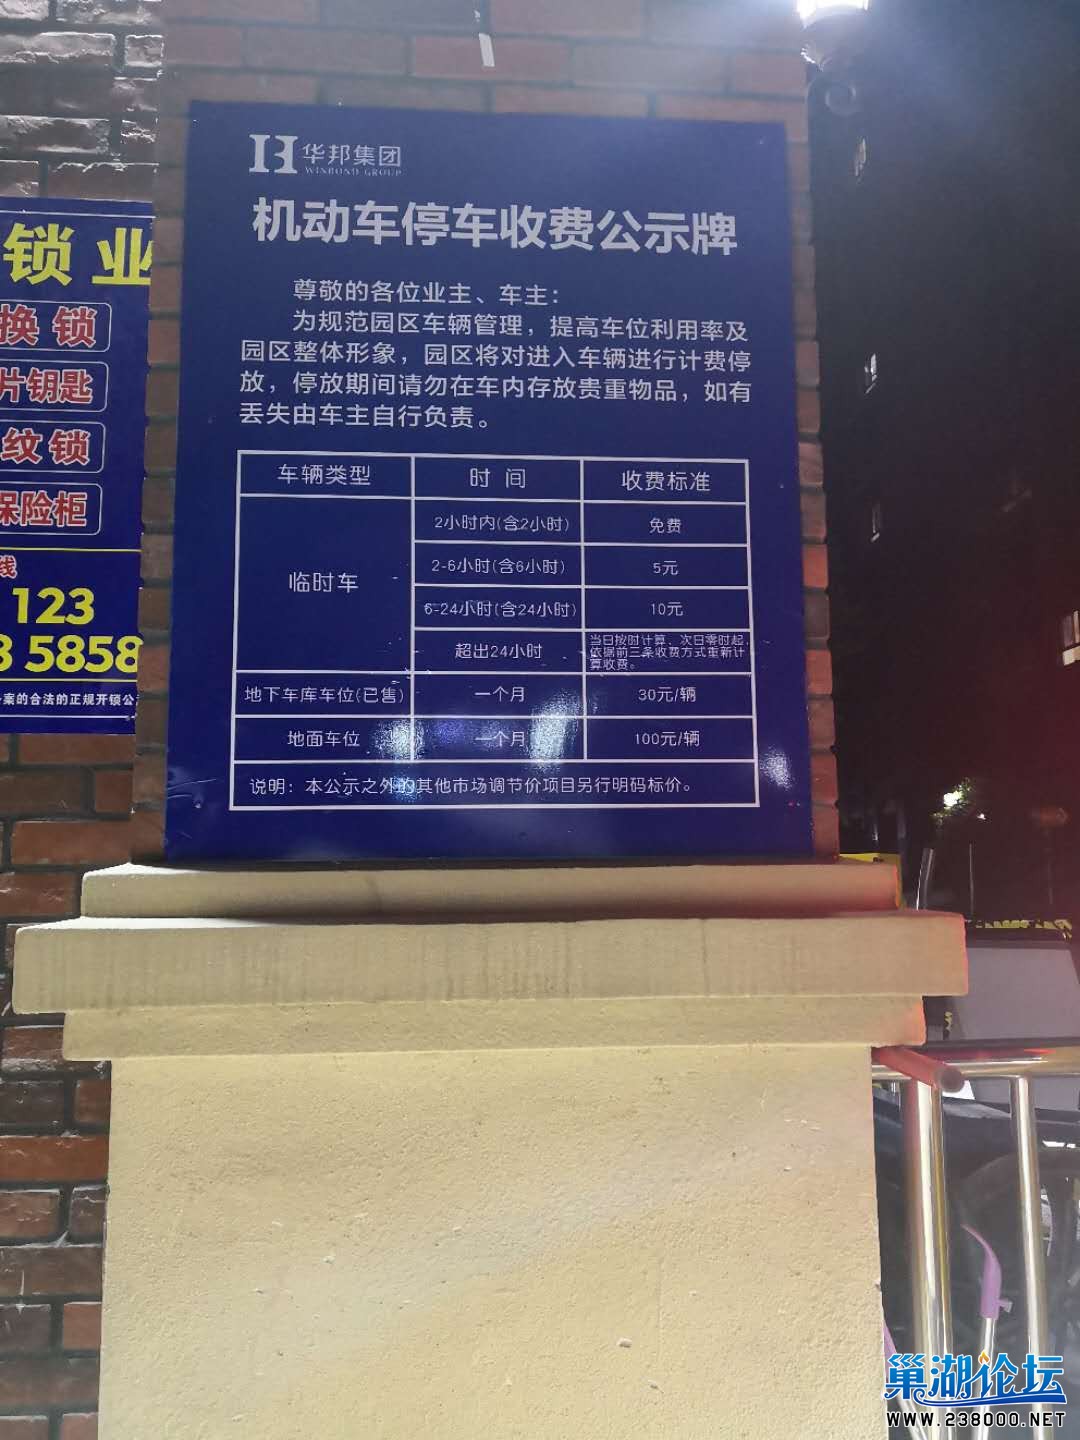 华邦集团
WINBOND GROUP
机动车停车收费公示牌
尊敬的各位业主、车主：
为规范园区车辆管理，提高车位利用率及
园区整体形象，园区将对进入车辆进行计费停
放，停放期间请勿在车内存放贵重物品，如有
丢失由车主自行负责。
车辆类型 时 间 收费标准
临时车
2小时内(含2小时) 免费
2-6小时(含6小时) 5元
6-24小时(含24小时) 10元
超出24小时
当日按时计算，次日零时起，
依据前三条收费方式重新计
算收费。
地下车库车位(已售) 一个月 30元/辆
地面车位 一个月 100元/辆
说明：本公示之外的其他市场调节价项目另行明码标价。
锁业
换锁
片钥匙
纹锁
保险柜
线
123
8 5858
案的合法的正规开锁公
巢湖论坛
WWW.238000.NET